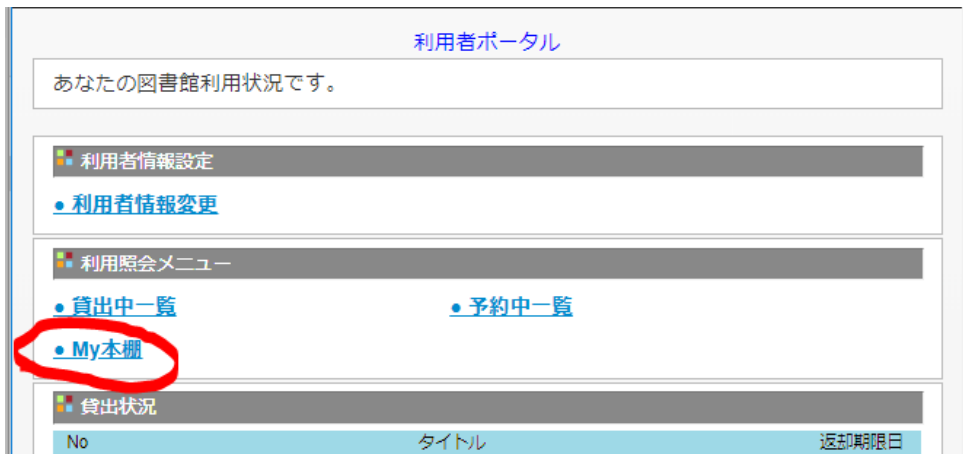 利用者ポータル
あなたの図書館利用状況です。
利用者情報設定
● 利用者情報変更
利用照会メニュー
● 貸出中一覧 ● 予約中一覧
● My本棚
貸出状況
No タイトル 返却期限日